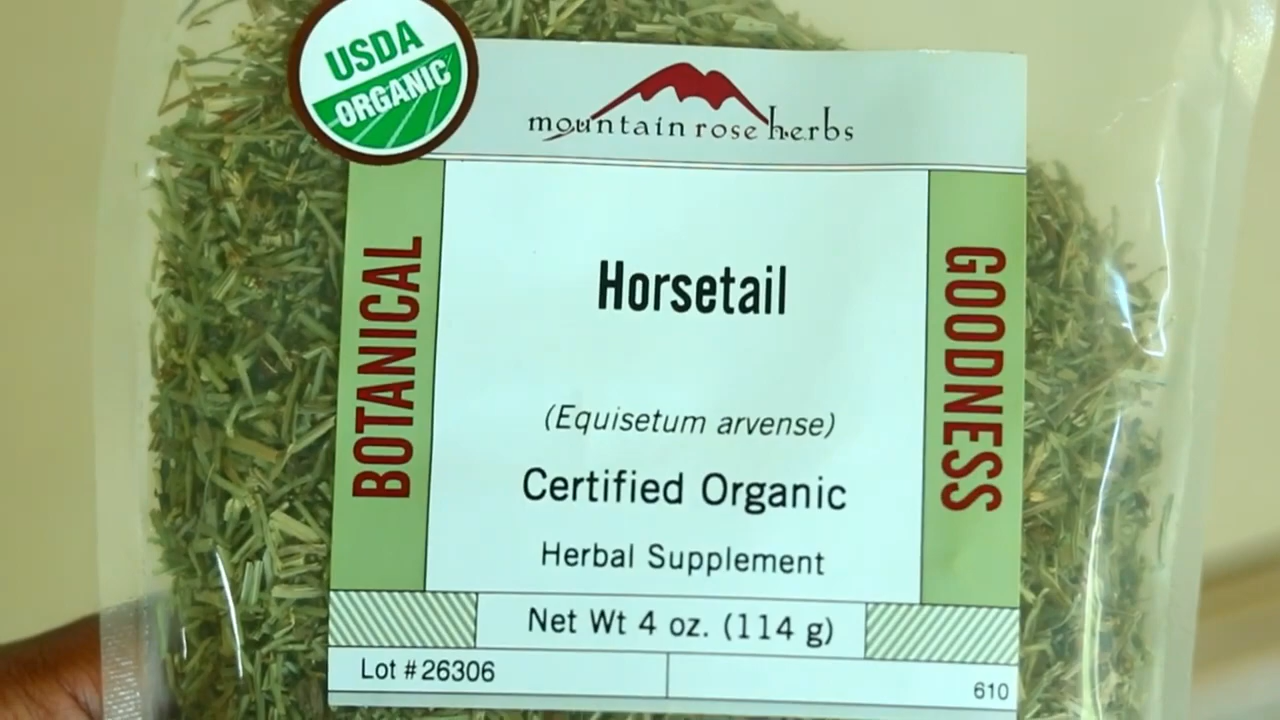 USDA
ORGANIC
mountain rose herbs
BOTANICAL
GOODNESS
Horsetail
(Equisetum arvense)
Certified Organic
Herbal Supplement
Net Wt 4 oz. (114 g)
Lot # 26306
610